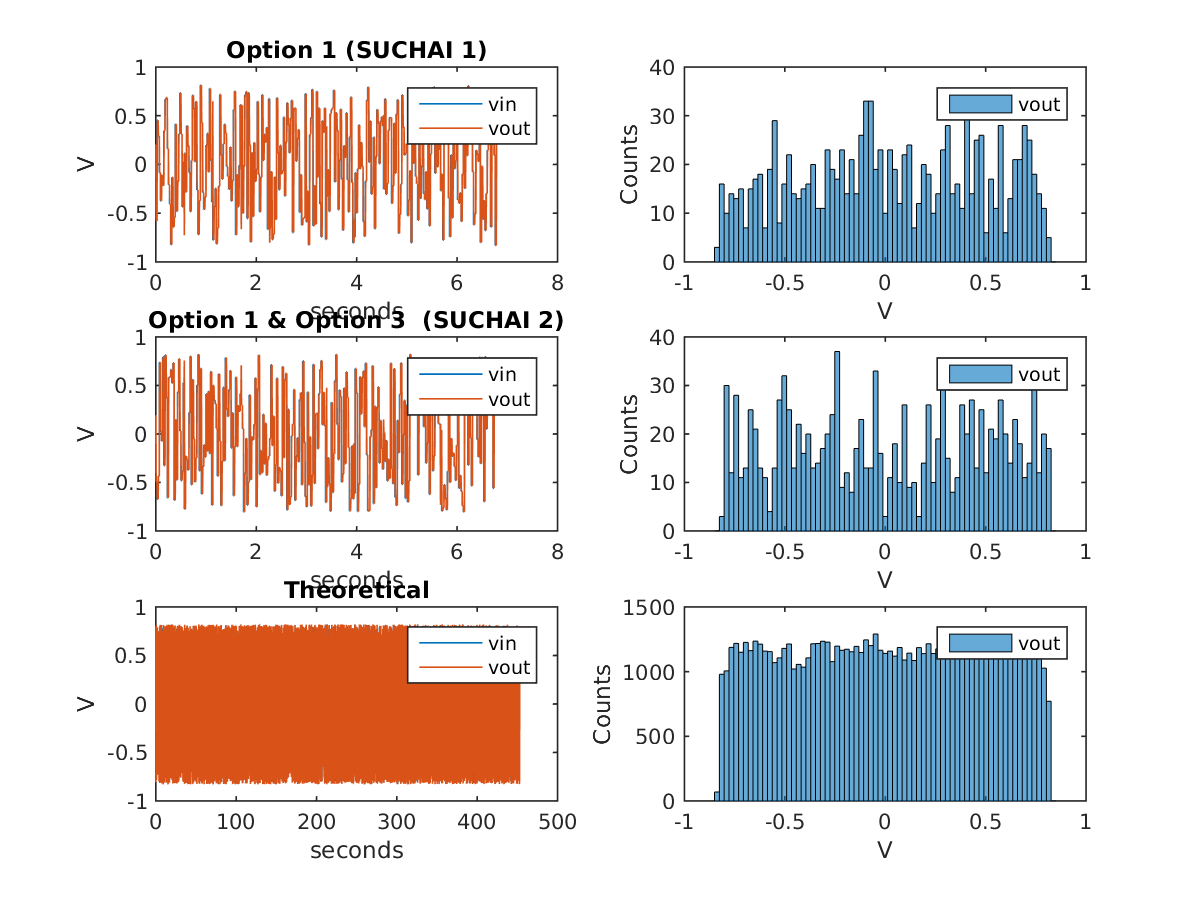 Option 1 (SUCHAI 1)
1
0.5
0
-0.5
-1
V
0 2 4 6 8
seconds
vin
vout
40
30
20
10
0
Counts
-1 -0.5 0 0.5 1
V
vout
Option 1 & Option 3 (SUCHAI 2)
1
0.5
0
-0.5
-1
V
0 2 4 6 8
seconds
vin
vout
40
30
20
10
0
Counts
-1 -0.5 0 0.5 1
V
vout
Theoretical
1
0.5
0
-0.5
-1
V
0 100 200 300 400 500
seconds
vin
vout
1500
1000
500
0
Counts
-1 -0.5 0 0.5 1
V
vout